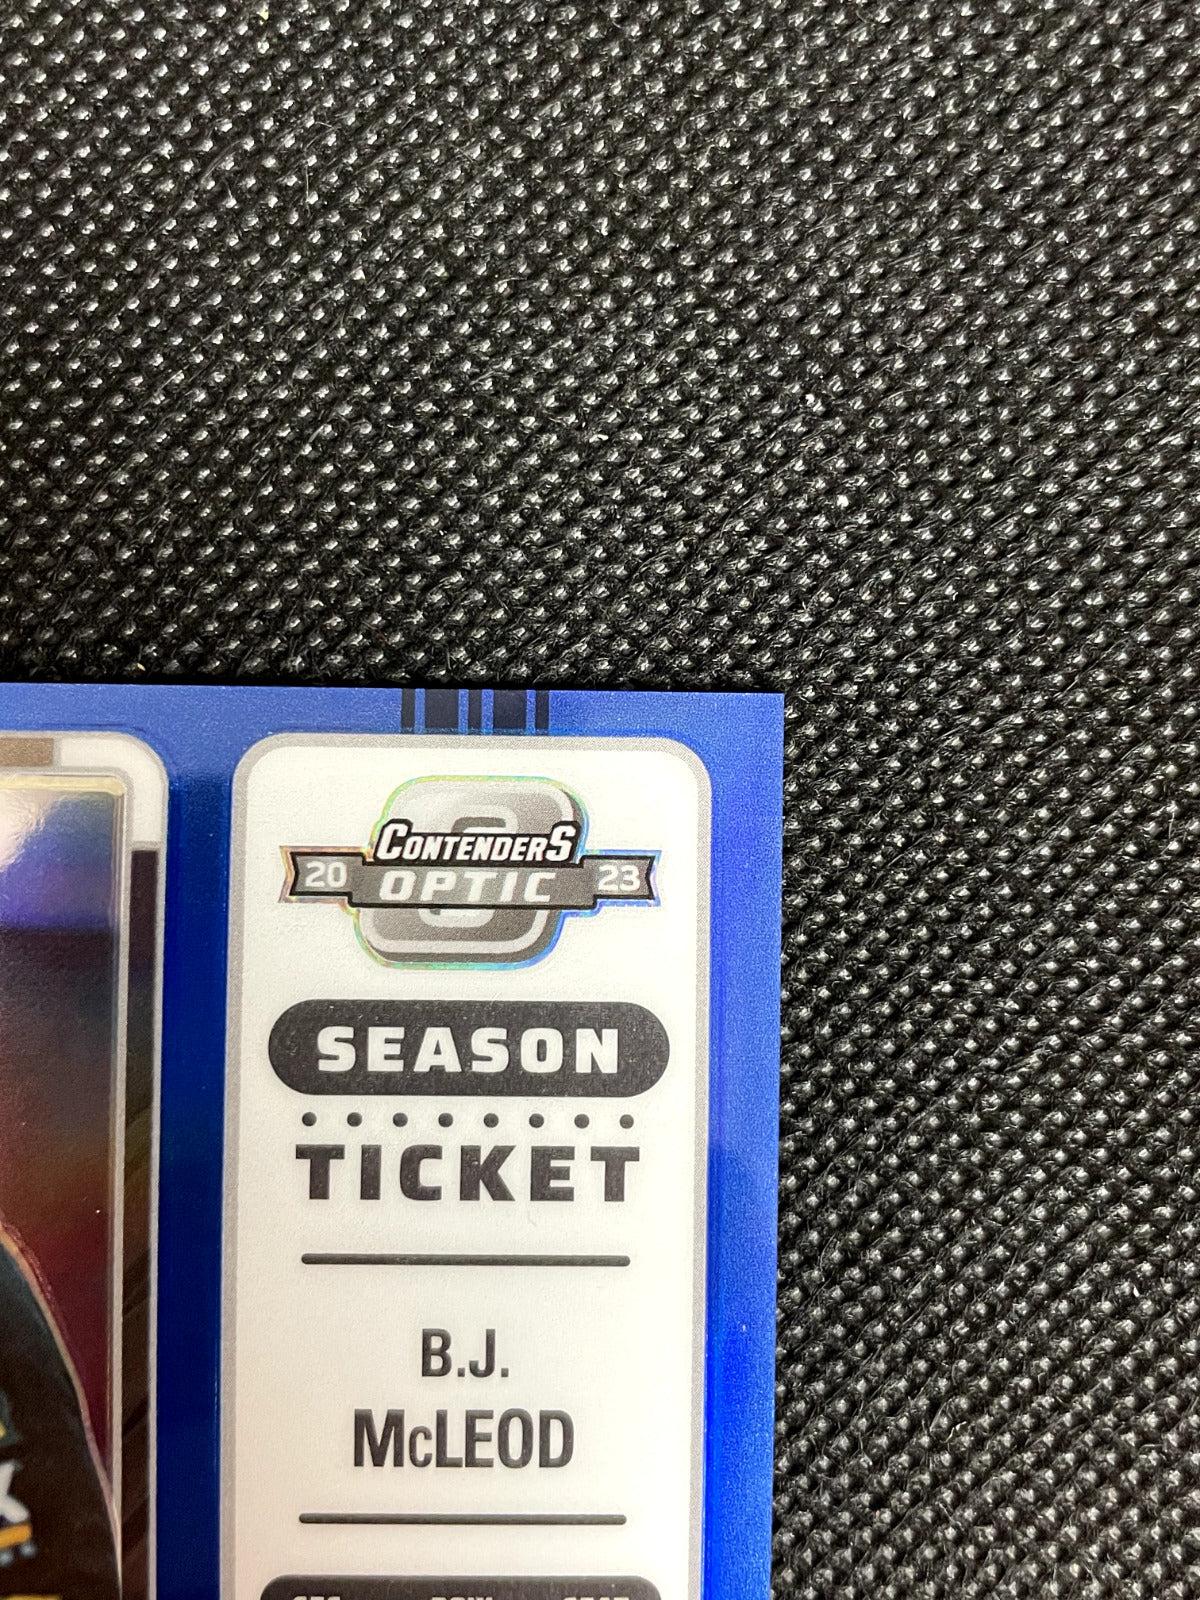 CONTENDERS
20 OPTIC 23
SEASON
TICKET
B.J.
McLEOD